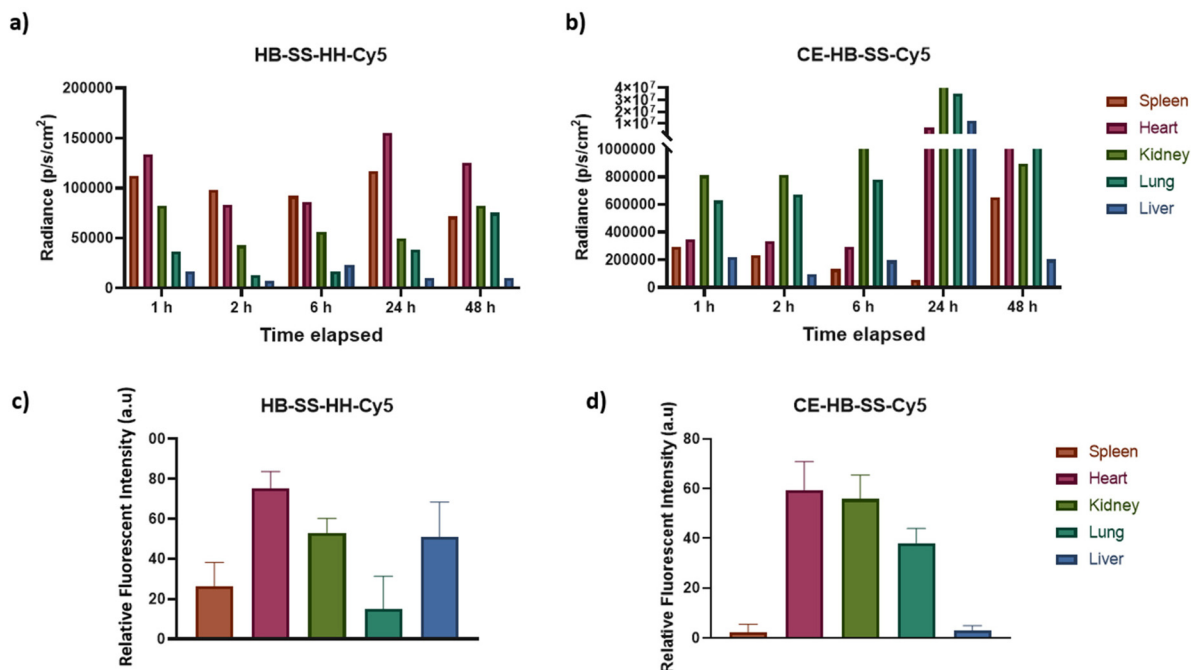 a)
HB-SS-HH-Cy5
Radiance (p/s/cm²)
200000
150000
100000
50000
0
1 h 2 h 6 h 24 h 48 h
Time elapsed
b)
CE-HB-SS-Cy5
Radiance (p/s/cm²)
4×10⁷
3×10⁷
2×10⁷
1×10⁷
1000000
800000
600000
400000
200000
0
1 h 2 h 6 h 24 h 48 h
Time elapsed
Spleen
Heart
Kidney
Lung
Liver
c)
HB-SS-HH-Cy5
Relative Fluorescent Intensity (a.u)
00
80
60
40
20
0
d)
CE-HB-SS-Cy5
Relative Fluorescent Intensity (a.u)
80
60
40
20
0
Spleen
Heart
Kidney
Lung
Liver